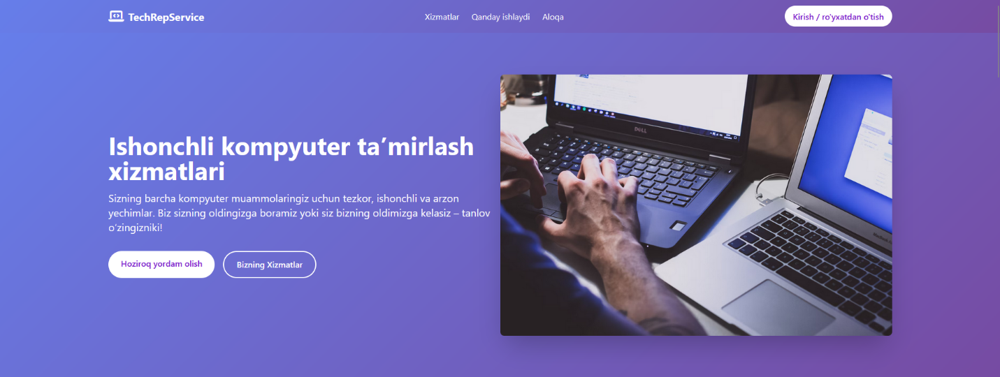 TechRepService
Xizmatlar
Qanday ishlaydi
Aloqa
Kirish / ro‘yxatdan o‘tish
Ishonchli kompyuter ta’mirlash
xizmatlari
Sizning barcha kompyuter muammolaringiz uchun tezkor, ishonchli va arzon
yechimlar. Biz sizning oldingizga boramiz yoki siz bizning oldimizga kelasiz – tanlov
o‘zingizniki!
Hoziroq yordam olish
Bizning Xizmatlar
DELL